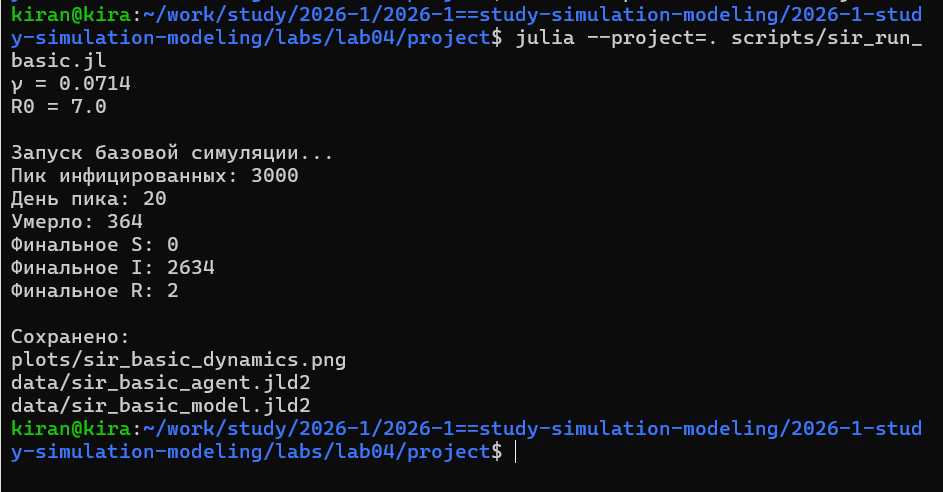 kiran@kira:~/work/study/2026-1/2026-1==study-simulation-modeling/2026-1-stud
y-simulation-modeling/labs/lab04/project$ julia --project=. scripts/sir_run_
basic.jl
γ = 0.0714
R0 = 7.0
Запуск базовой симуляции...
Пик инфицированных: 3000
День пика: 20
Умерло: 364
Финальное S: 0
Финальное I: 2634
Финальное R: 2
Сохранено:
plots/sir_basic_dynamics.png
data/sir_basic_agent.jld2
data/sir_basic_model.jld2
kiran@kira:~/work/study/2026-1/2026-1==study-simulation-modeling/2026-1-stud
y-simulation-modeling/labs/lab04/project$